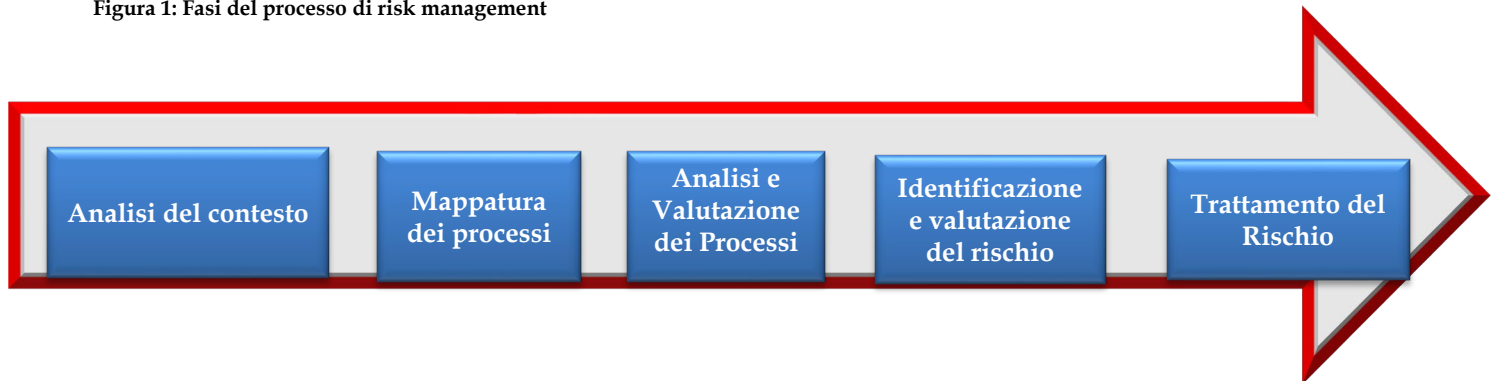 Figura 1: Fasi del processo di risk management
Analisi del contesto
Mappatura
dei processi
Analisi e
Valutazione
dei Processi
Identificazione
e valutazione
del rischio
Trattamento del
Rischio